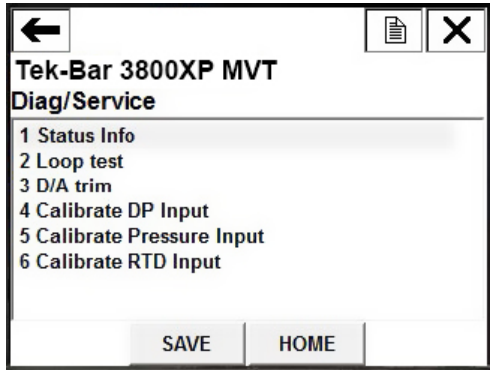 Tek-Bar 3800XP MVT
Diag/Service
1 Status Info
2 Loop test
3 D/A trim
4 Calibrate DP Input
5 Calibrate Pressure Input
6 Calibrate RTD Input
SAVE HOME